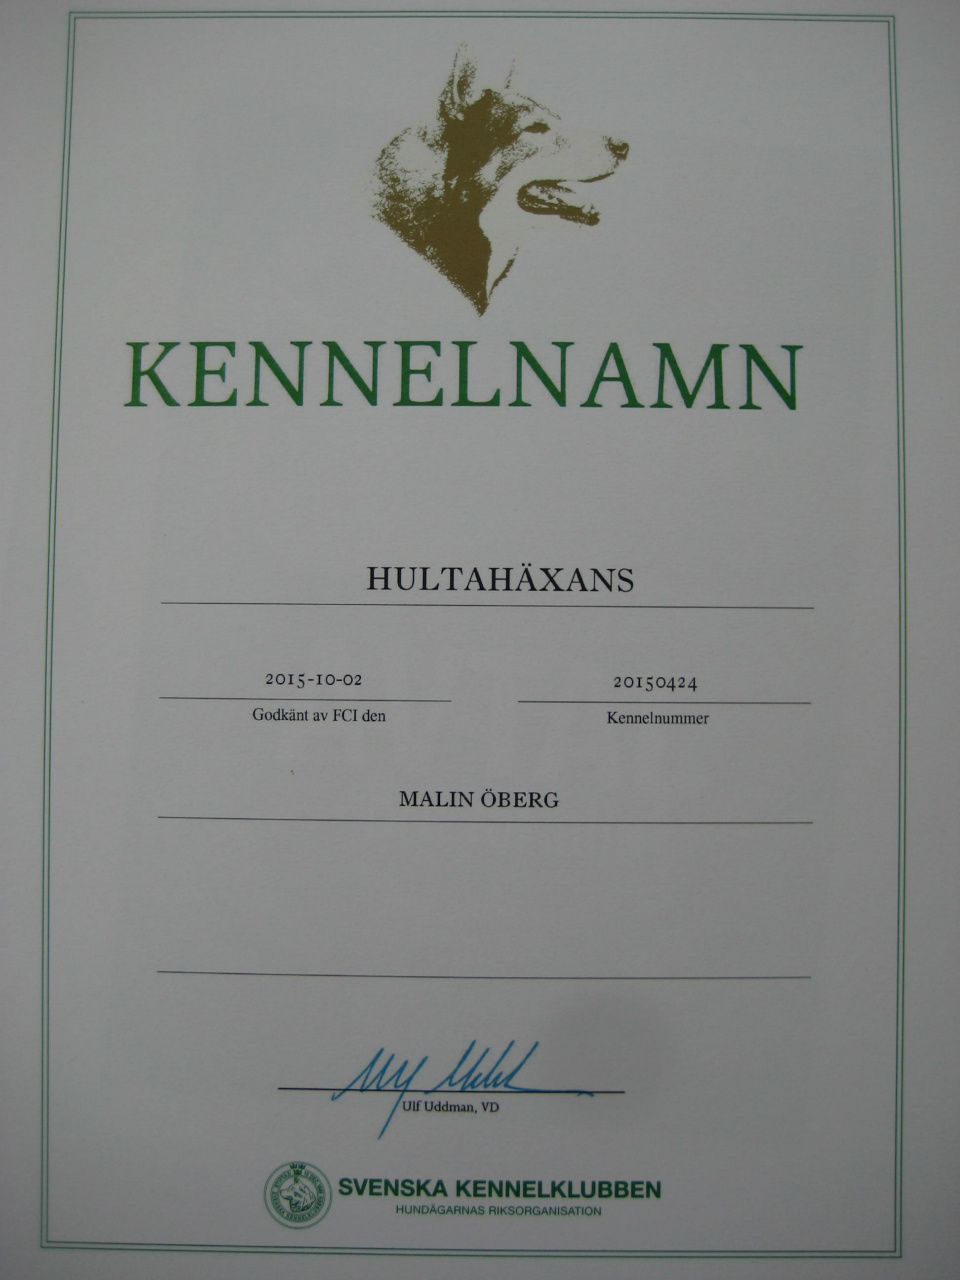 KENNELNAMN
HULTAHÄXANS
2015-10-02
20150424
Godkänt av FCI den
Kennelnummer
MALIN ÖBERG
Ulf Uddman, VD
SVENSKA KENNELKLUBBEN
HUNDÄGARNAS RIKSORGANISATION